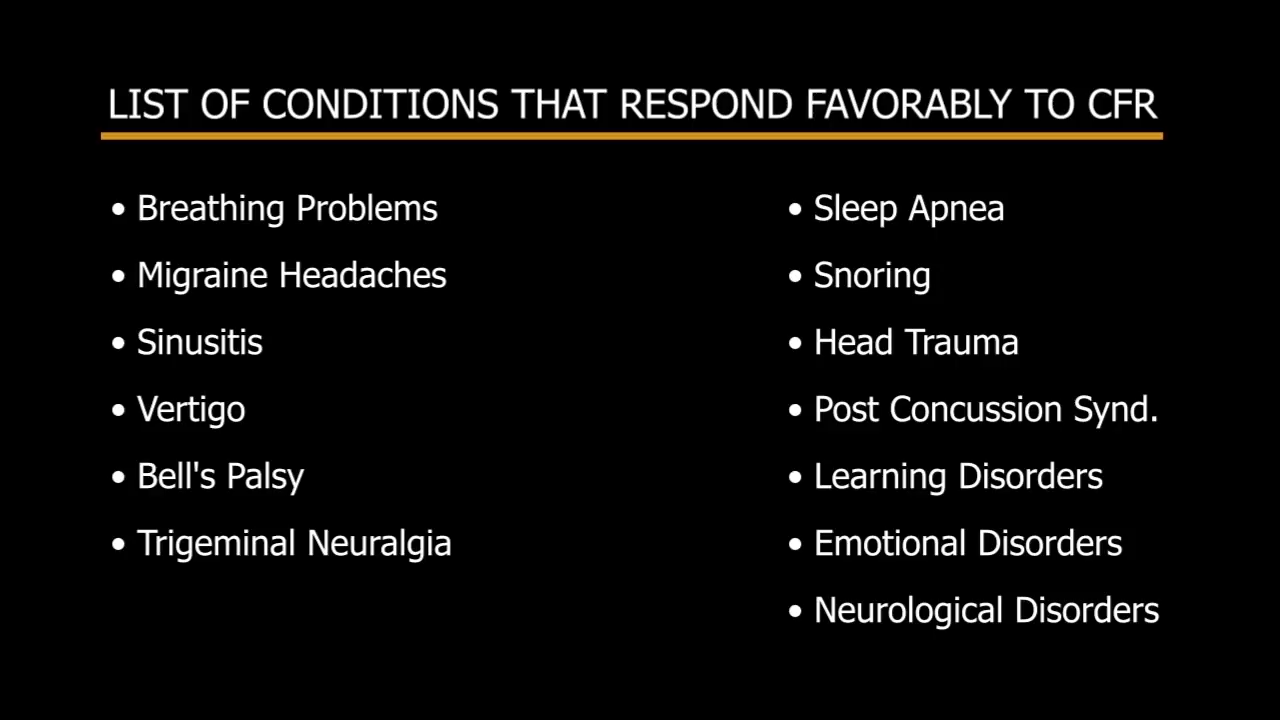 LIST OF CONDITIONS THAT RESPOND FAVORABLY TO CFR
• Breathing Problems
• Migraine Headaches
• Sinusitis
• Vertigo
• Bell's Palsy
• Trigeminal Neuralgia
• Sleep Apnea
• Snoring
• Head Trauma
• Post Concussion Synd.
• Learning Disorders
• Emotional Disorders
• Neurological Disorders